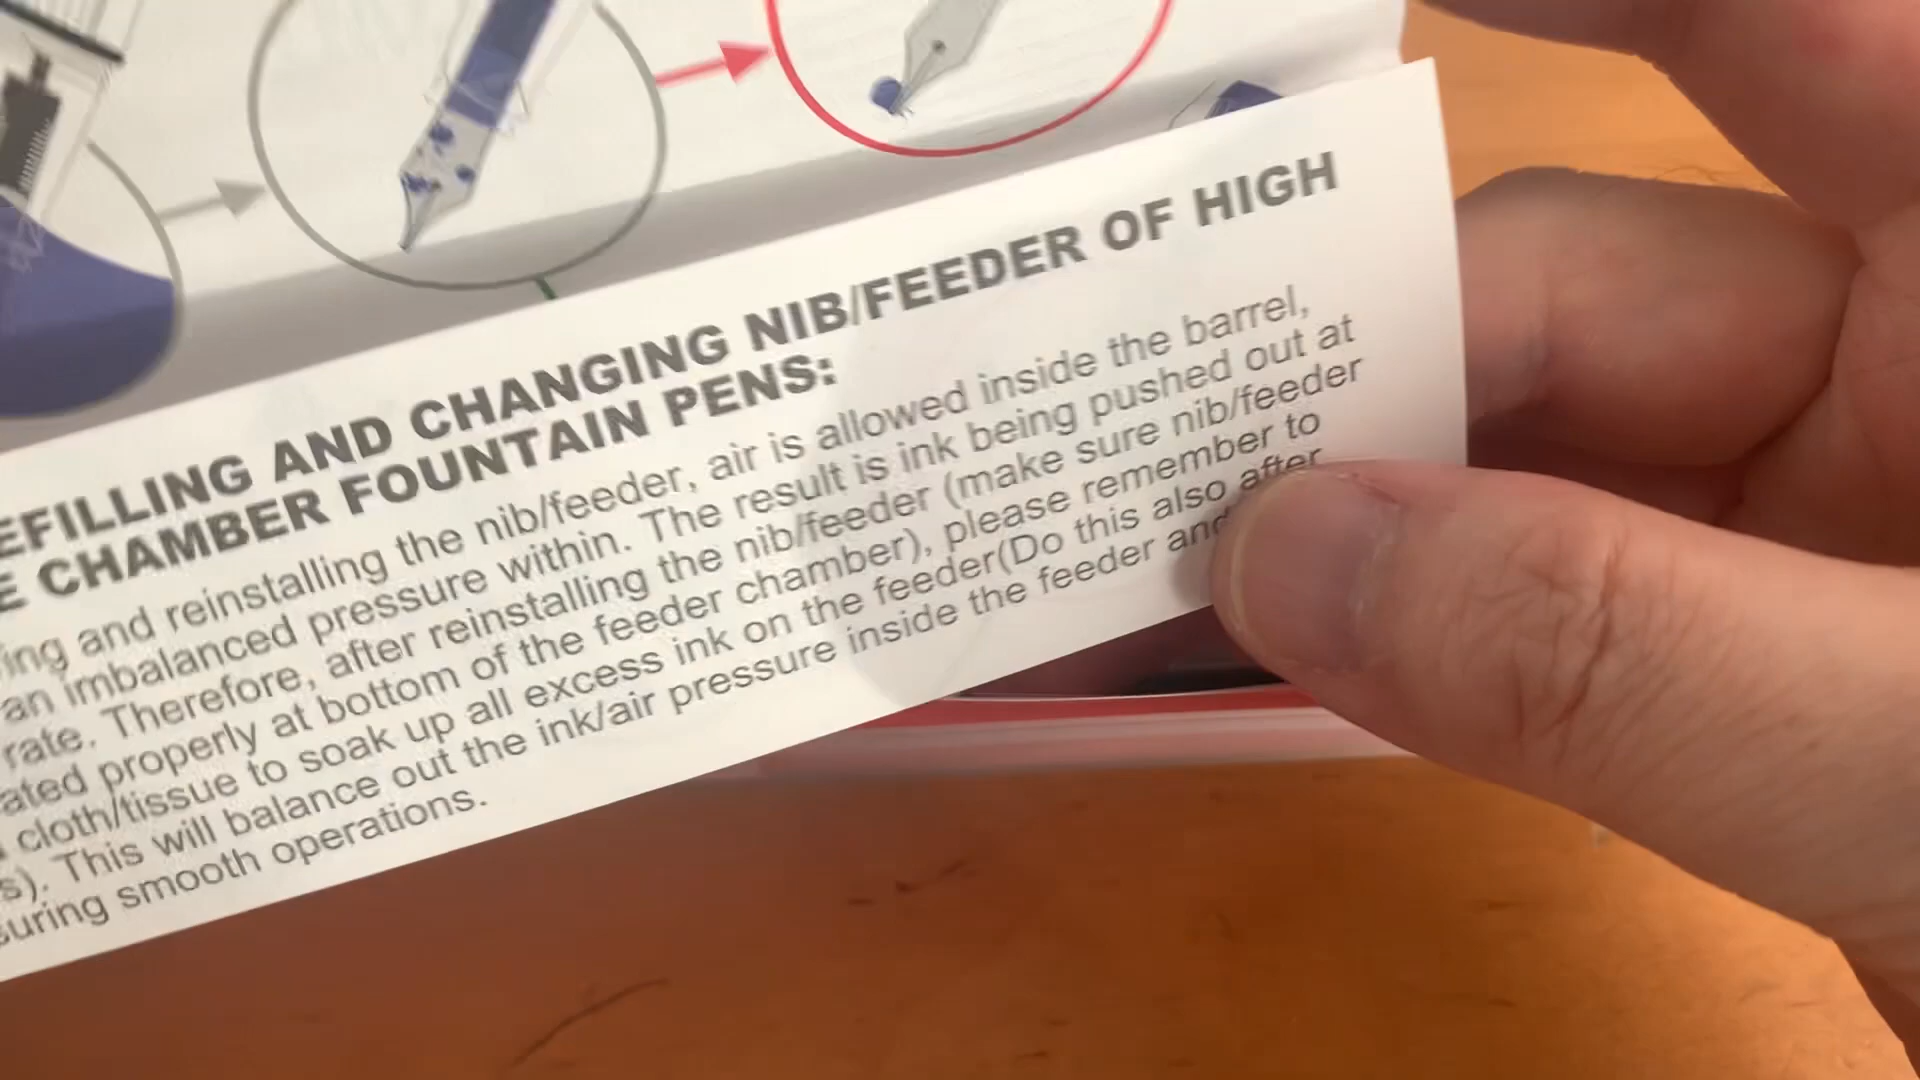 EFILLING AND CHANGING NIB/FEEDER OF HIGH
E CHAMBER FOUNTAIN PENS:
ing and reinstalling the nib/feeder, air is allowed inside the barrel,
an imbalanced pressure within. The result is ink being pushed out at
rate. Therefore, after reinstalling the nib/feeder (make sure nib/feeder
ated properly at bottom of the feeder chamber), please remember to
cloth/tissue to soak up all excess ink on the feeder(Do this also after
s). This will balance out the ink/air pressure inside the feeder and
suring smooth operations.